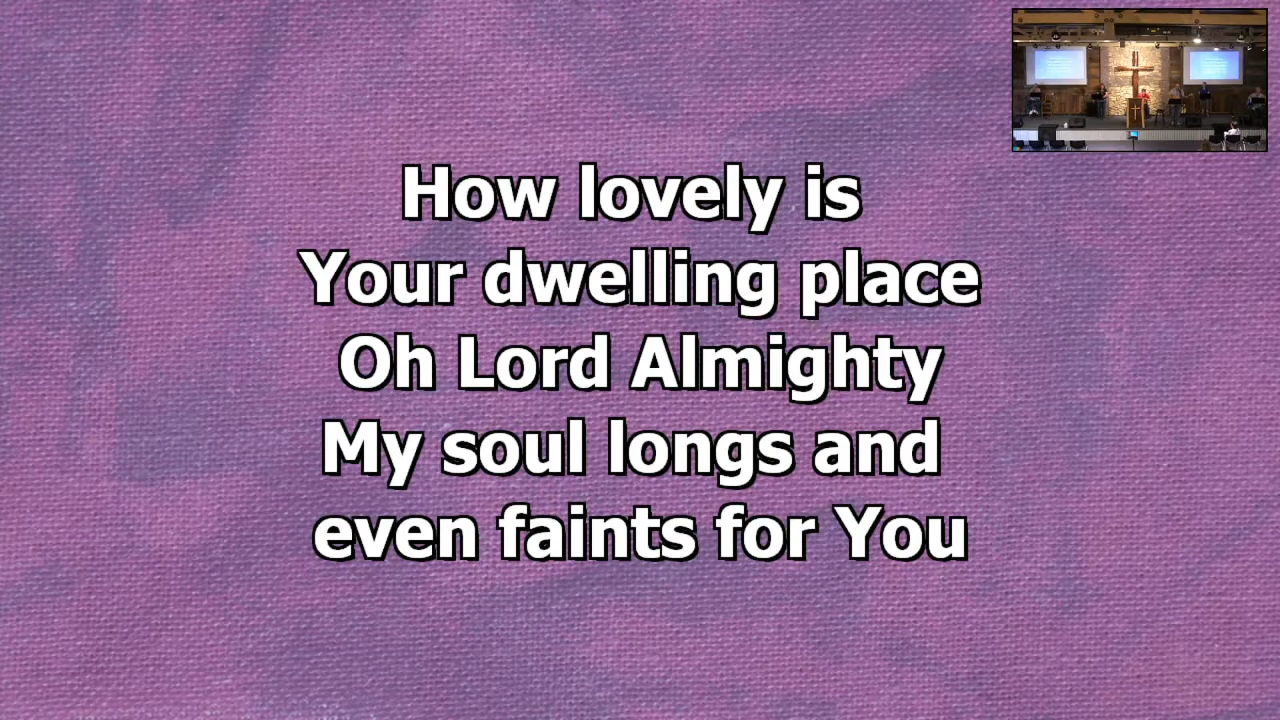 How lovely is
Your dwelling place
Oh Lord Almighty
My soul longs and
even faints for You